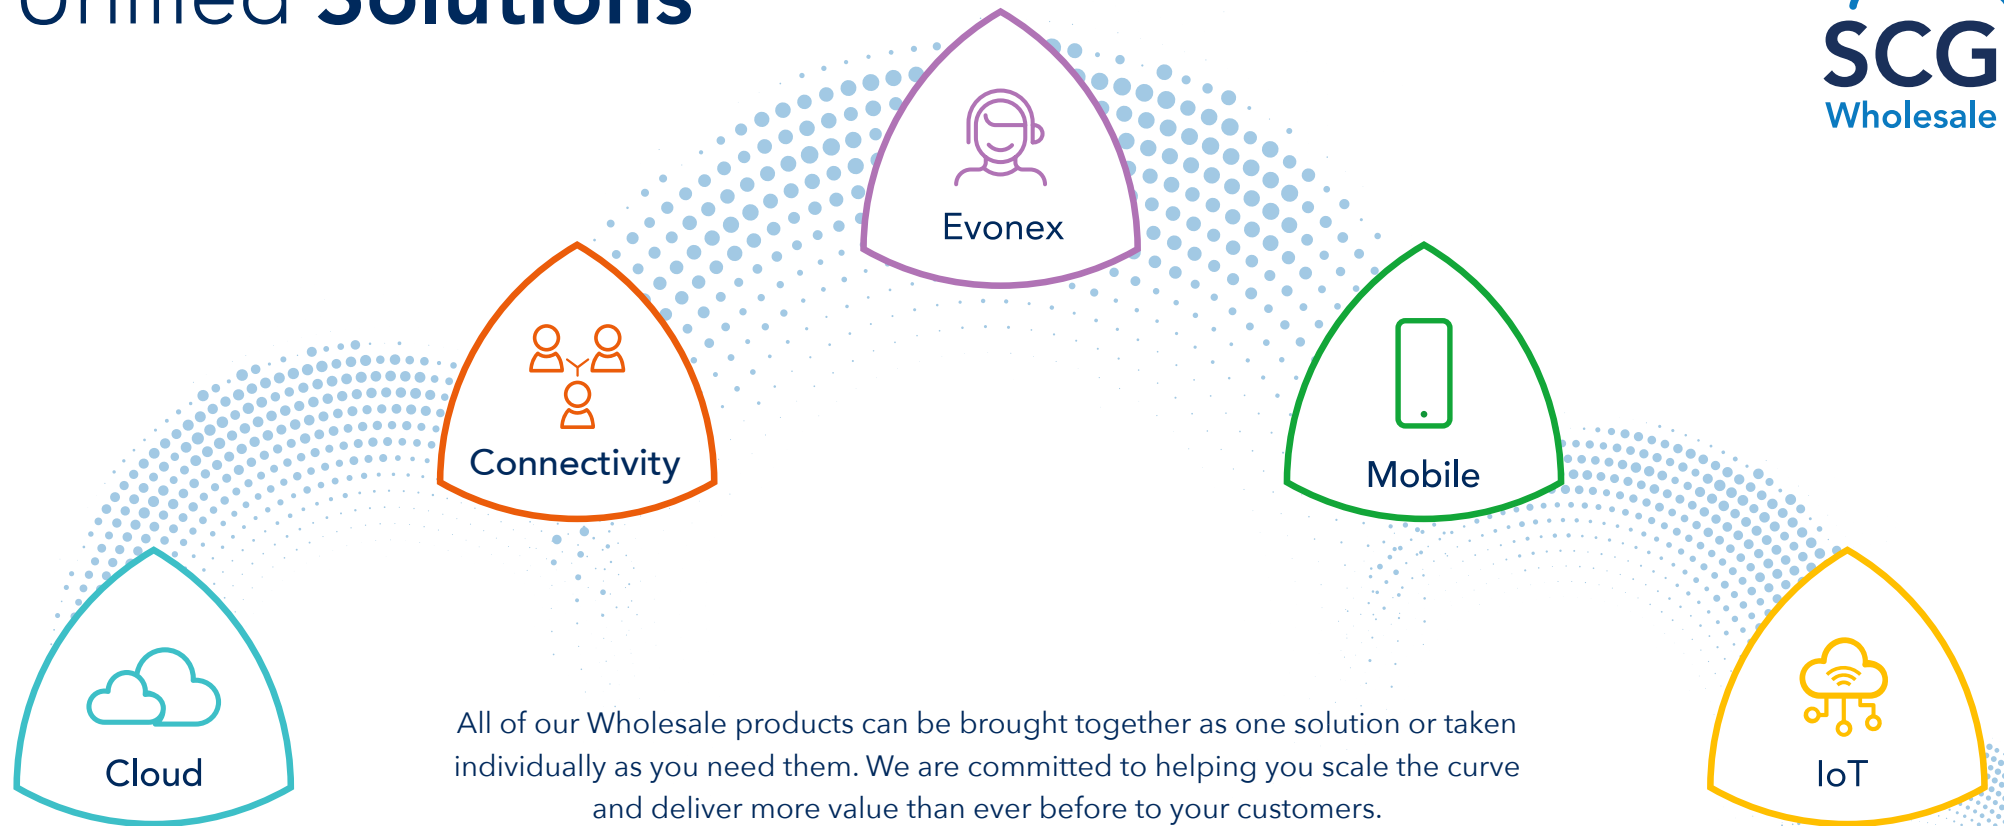 Unified Solutions
SCG
Wholesale
Evonex
Connectivity
Mobile
Cloud
IoT
All of our Wholesale products can be brought together as one solution or taken
individually as you need them. We are committed to helping you scale the curve
and deliver more value than ever before to your customers.